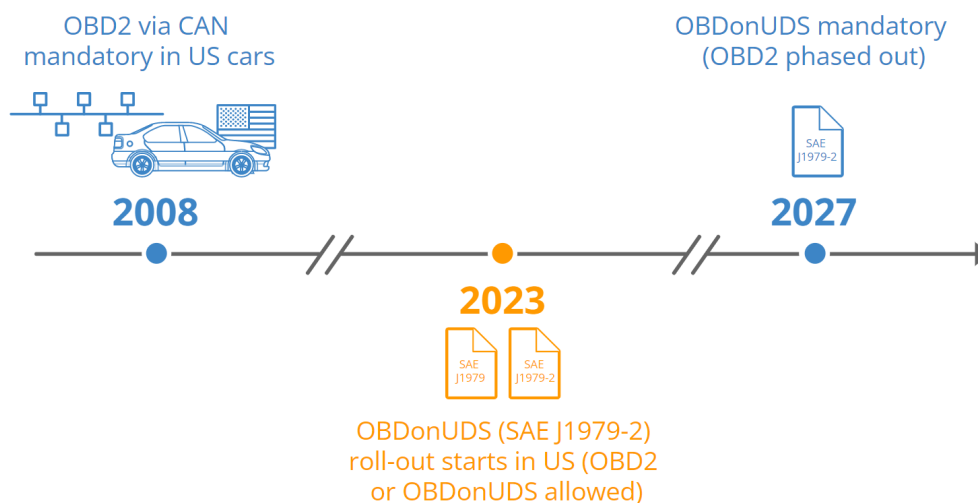 OBD2 via CAN
mandatory in US cars
2008
2023
SAE
J1979
SAE
J1979-2
OBDonUDS (SAE J1979-2)
roll-out starts in US (OBD2
or OBDonUDS allowed)
OBDonUDS mandatory
(OBD2 phased out)
SAE
J1979-2
2027